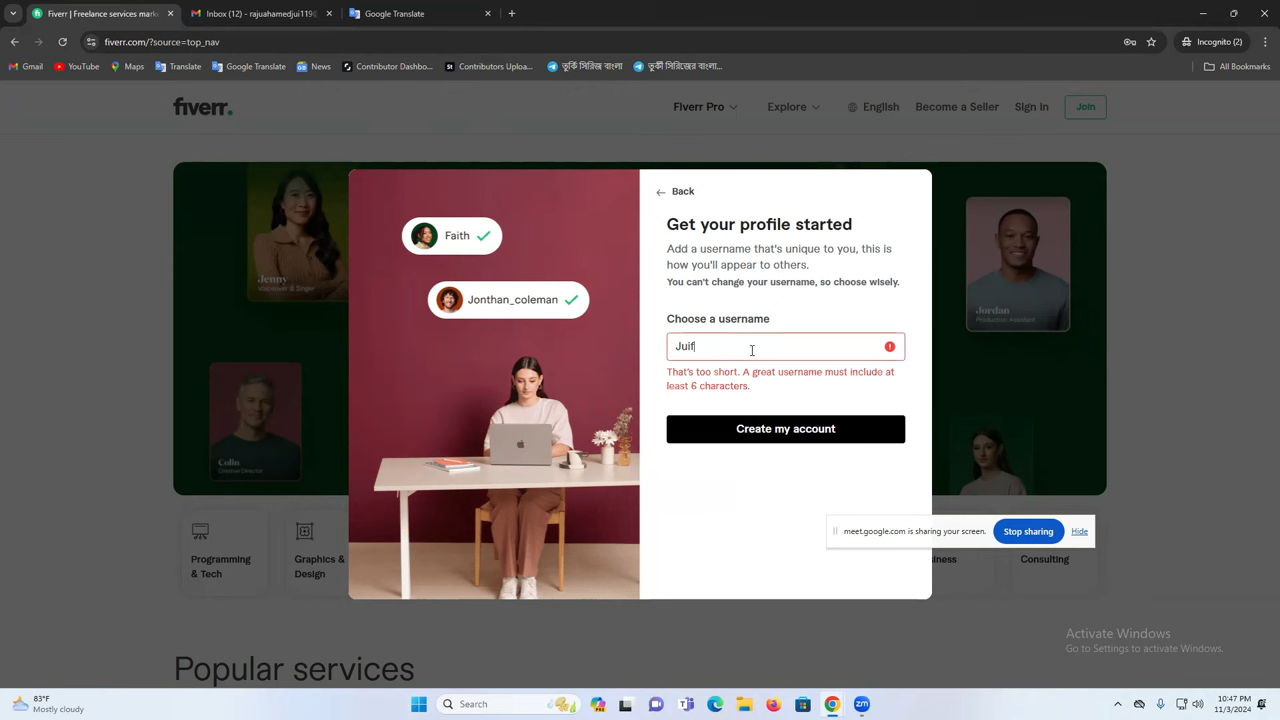 Fiverr | Freelance services mark
Inbox (12) - rajuahamedjui119@
Google Translate
fiverr.com/?source=top_nav
Incognito (2)
Gmail
YouTube
Maps
Translate
Google Translate
News
Contributor Dashbo...
Contributors Uploa...
তুর্কি সিরিজ বাংলা
তুর্কী সিরিজের বাংলা...
All Bookmarks
fiverr.
Fiverr Pro
Explore
English
Become a Seller
Sign In
Join
Jenny
Voiceover & Singer
Colin
Creative Director
Jordan
Production Assistant
Faith
Jonthan_coleman
Back
Get your profile started
Add a username that's unique to you, this is
how you'll appear to others.
You can't change your username, so choose wisely.
Choose a username
Juif
That's too short. A great username must include at
least 6 characters.
Create my account
meet.google.com is sharing your screen.
Stop sharing
Hide
Programming
& Tech
Graphics &
Design
Consulting
Popular services
Activate Windows
Go to Settings to activate Windows.
83°F
Mostly cloudy
Search
10:47 PM
11/3/2024